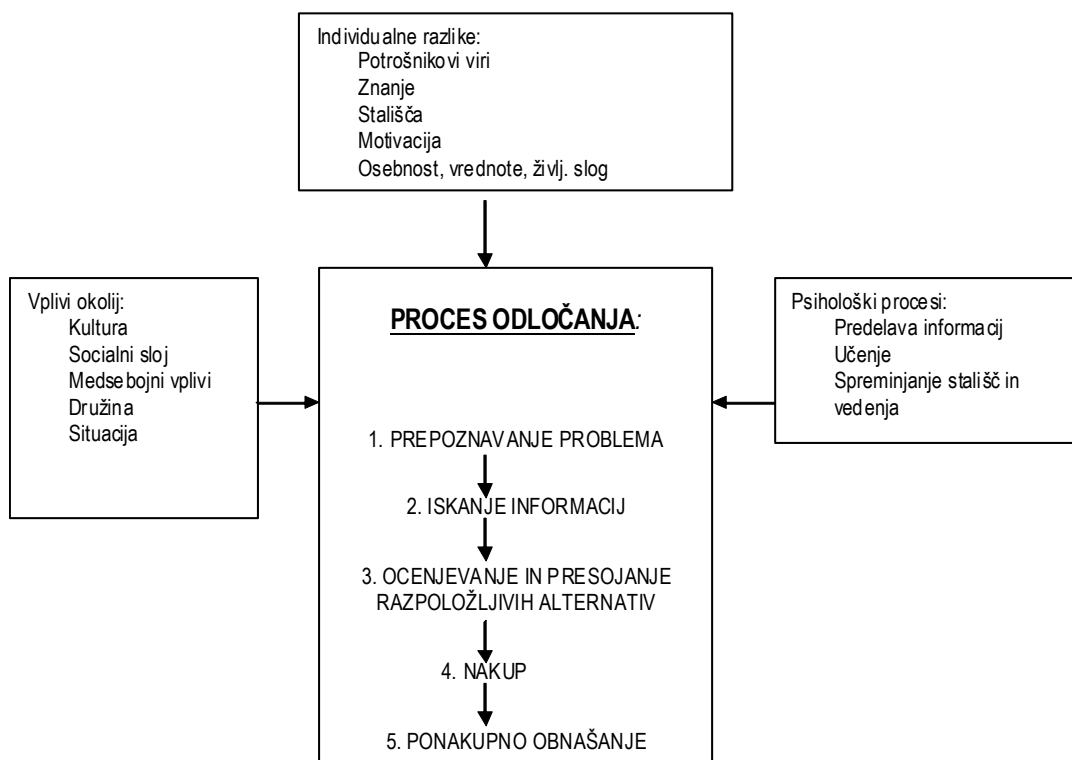 Individualne razlike:
Potrošnikovi viri
Znanje
Stališča
Motivacija
Osebnost, vrednote, življ. slog
Vplivi okolij:
Kultura
Socialni sloj
Medsebojni vplivi
Družina
Situacija
PROCES ODLOČANJA:
1. PREPOZNAVANJE PROBLEMA
2. ISKANJE INFORMACIJ
3. OCENJEVANJE IN PRESOJANJE
RAZPOLOŽLJIVIH ALTERNATIV
4. NAKUP
5. PONAKUPNO OBNAŠANJE
Psihološki procesi:
Predelava informacij
Učenje
Spreminjanje stališč in
vedenja